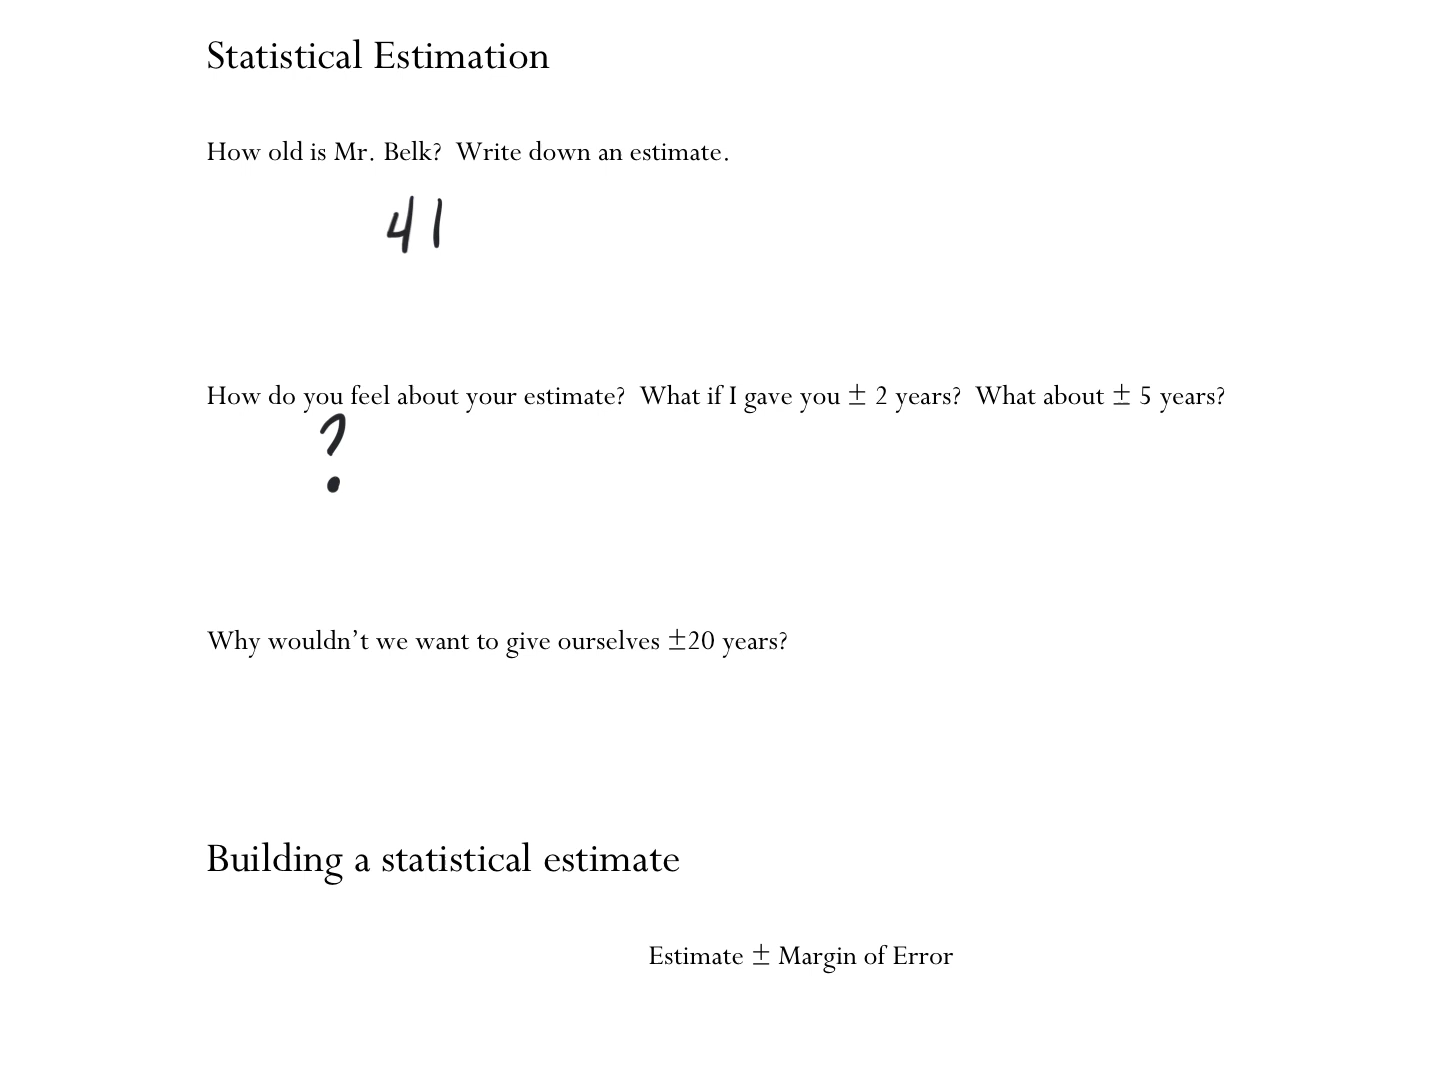 Statistical Estimation
How old is Mr. Belk? Write down an estimate.
41
How do you feel about your estimate? What if I gave you ± 2 years? What about ± 5 years?
?
Why wouldn’t we want to give ourselves ±20 years?
Building a statistical estimate
Estimate ± Margin of Error